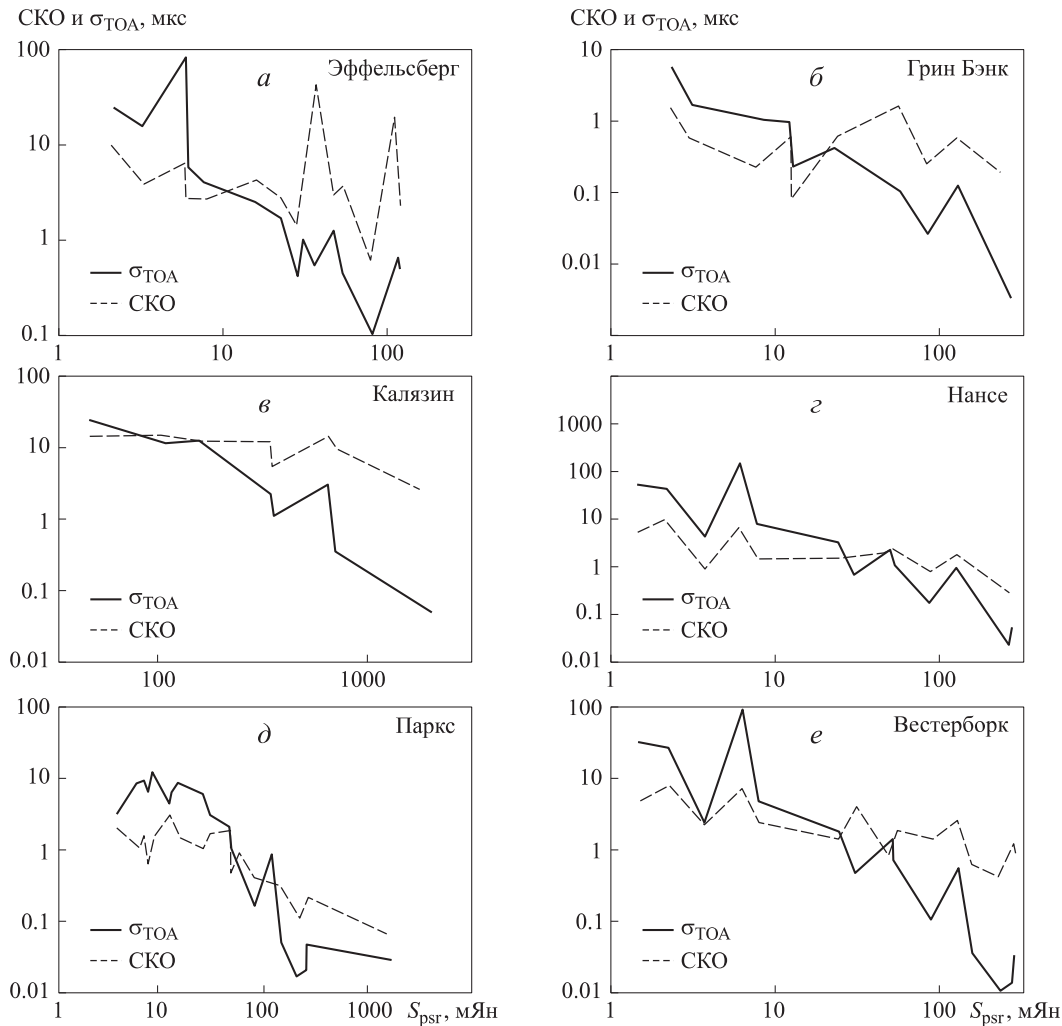 СКО и σTOA, мкс
100
10
1
0.1
1
10
100
а
Эффельсберг
σTOA
СКО
СКО и σTOA, мкс
10
1
0.1
0.01
1
10
100
б
Грин Бэнк
σTOA
СКО
100
10
1
0.1
0.01
100
1000
в
Калязин
σTOA
СКО
1000
100
10
1
0.1
0.01
1
10
100
г
Нансе
σTOA
СКО
100
10
1
0.1
0.01
1
10
100
1000
Spsr, мЯн
д
Паркс
σTOA
СКО
100
10
1
0.1
0.01
1
10
100
Spsr, мЯн
е
Вестерборк
σTOA
СКО